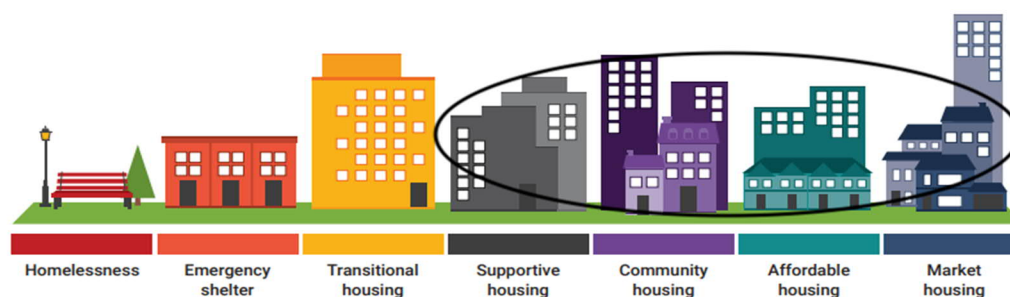 Homelessness
Emergency
shelter
Transitional
housing
Supportive
housing
Community
housing
Affordable
housing
Market
housing